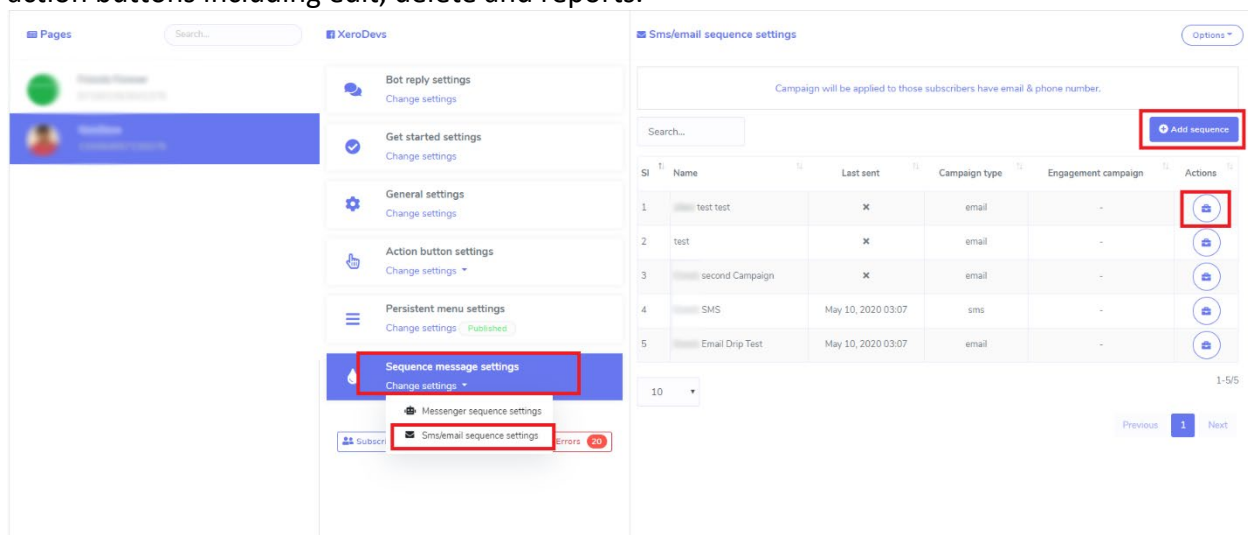 action buttons including edit, delete and reports.
Pages
Search...
XeroDevs
Sms/email sequence settings
Options
Bot reply settings
Change settings
Get started settings
Change settings
General settings
Change settings
Action button settings
Change settings
Persistent menu settings
Change settings Published
Sequence message settings
Change settings
Messenger sequence settings
Sms/email sequence settings
Subscri
Errors 20
Campaign will be applied to those subscribers have email & phone number.
Search...
Add sequence
Sl Name Last sent Campaign type Engagement campaign Actions
1 test test email -
2 test email -
3 second Campaign email -
4 SMS May 10, 2020 03:07 sms -
5 Email Drip Test May 10, 2020 03:07 email -
10
1-5/5
Previous 1 Next